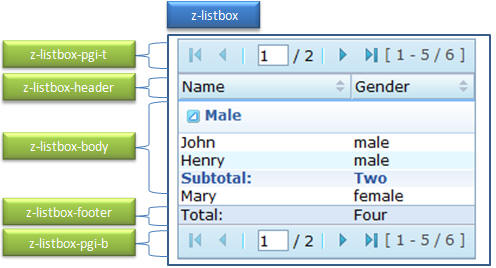 z-listbox
z-listbox-pgi-t
1 / 2 [ 1 - 5 / 6 ]
z-listbox-header
Name Gender
z-listbox-body
Male
John male
Henry male
Subtotal: Two
Mary female
z-listbox-footer
Total: Four
z-listbox-pgi-b
1 / 2 [ 1 - 5 / 6 ]